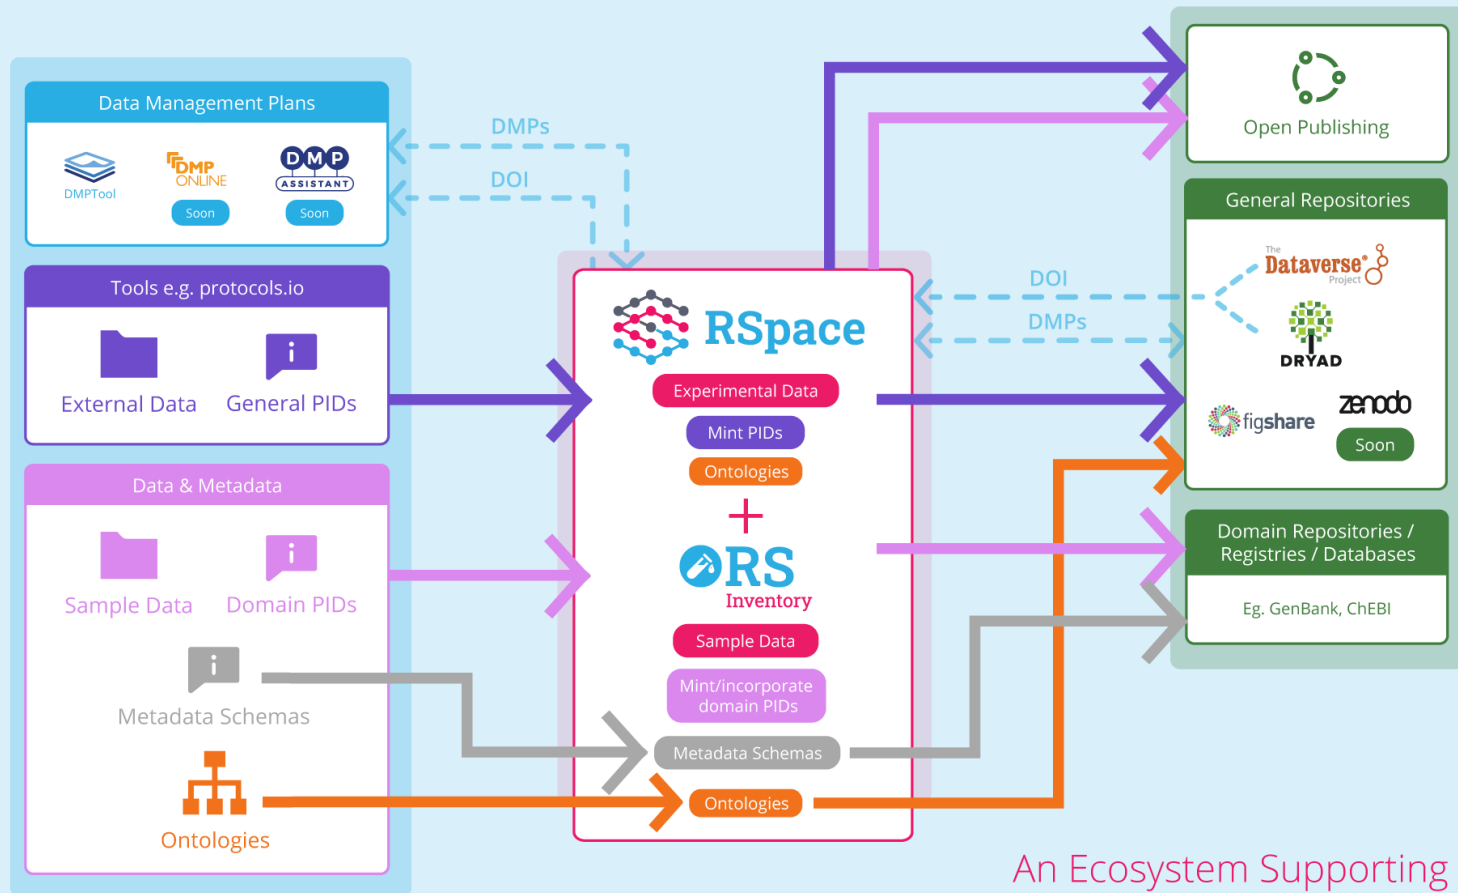 Data Management Plans
DMPTool
DMP
ONLINE
Soon
DMP
ASSISTANT
Soon
Tools e.g. protocols.io
External Data
General PIDs
Data & Metadata
Sample Data
Domain PIDs
Metadata Schemas
Ontologies
DMPs
DOI
RSpace
Experimental Data
Mint PIDs
Ontologies
+
RS
Inventory
Sample Data
Mint/incorporate
domain PIDs
Metadata Schemas
Ontologies
DOI
DMPs
Open Publishing
General Repositories
The
Dataverse®
Project
DRYAD
figshare
zenodo
Soon
Domain Repositories /
Registries / Databases
Eg. GenBank, ChEBI
An Ecosystem Supporting